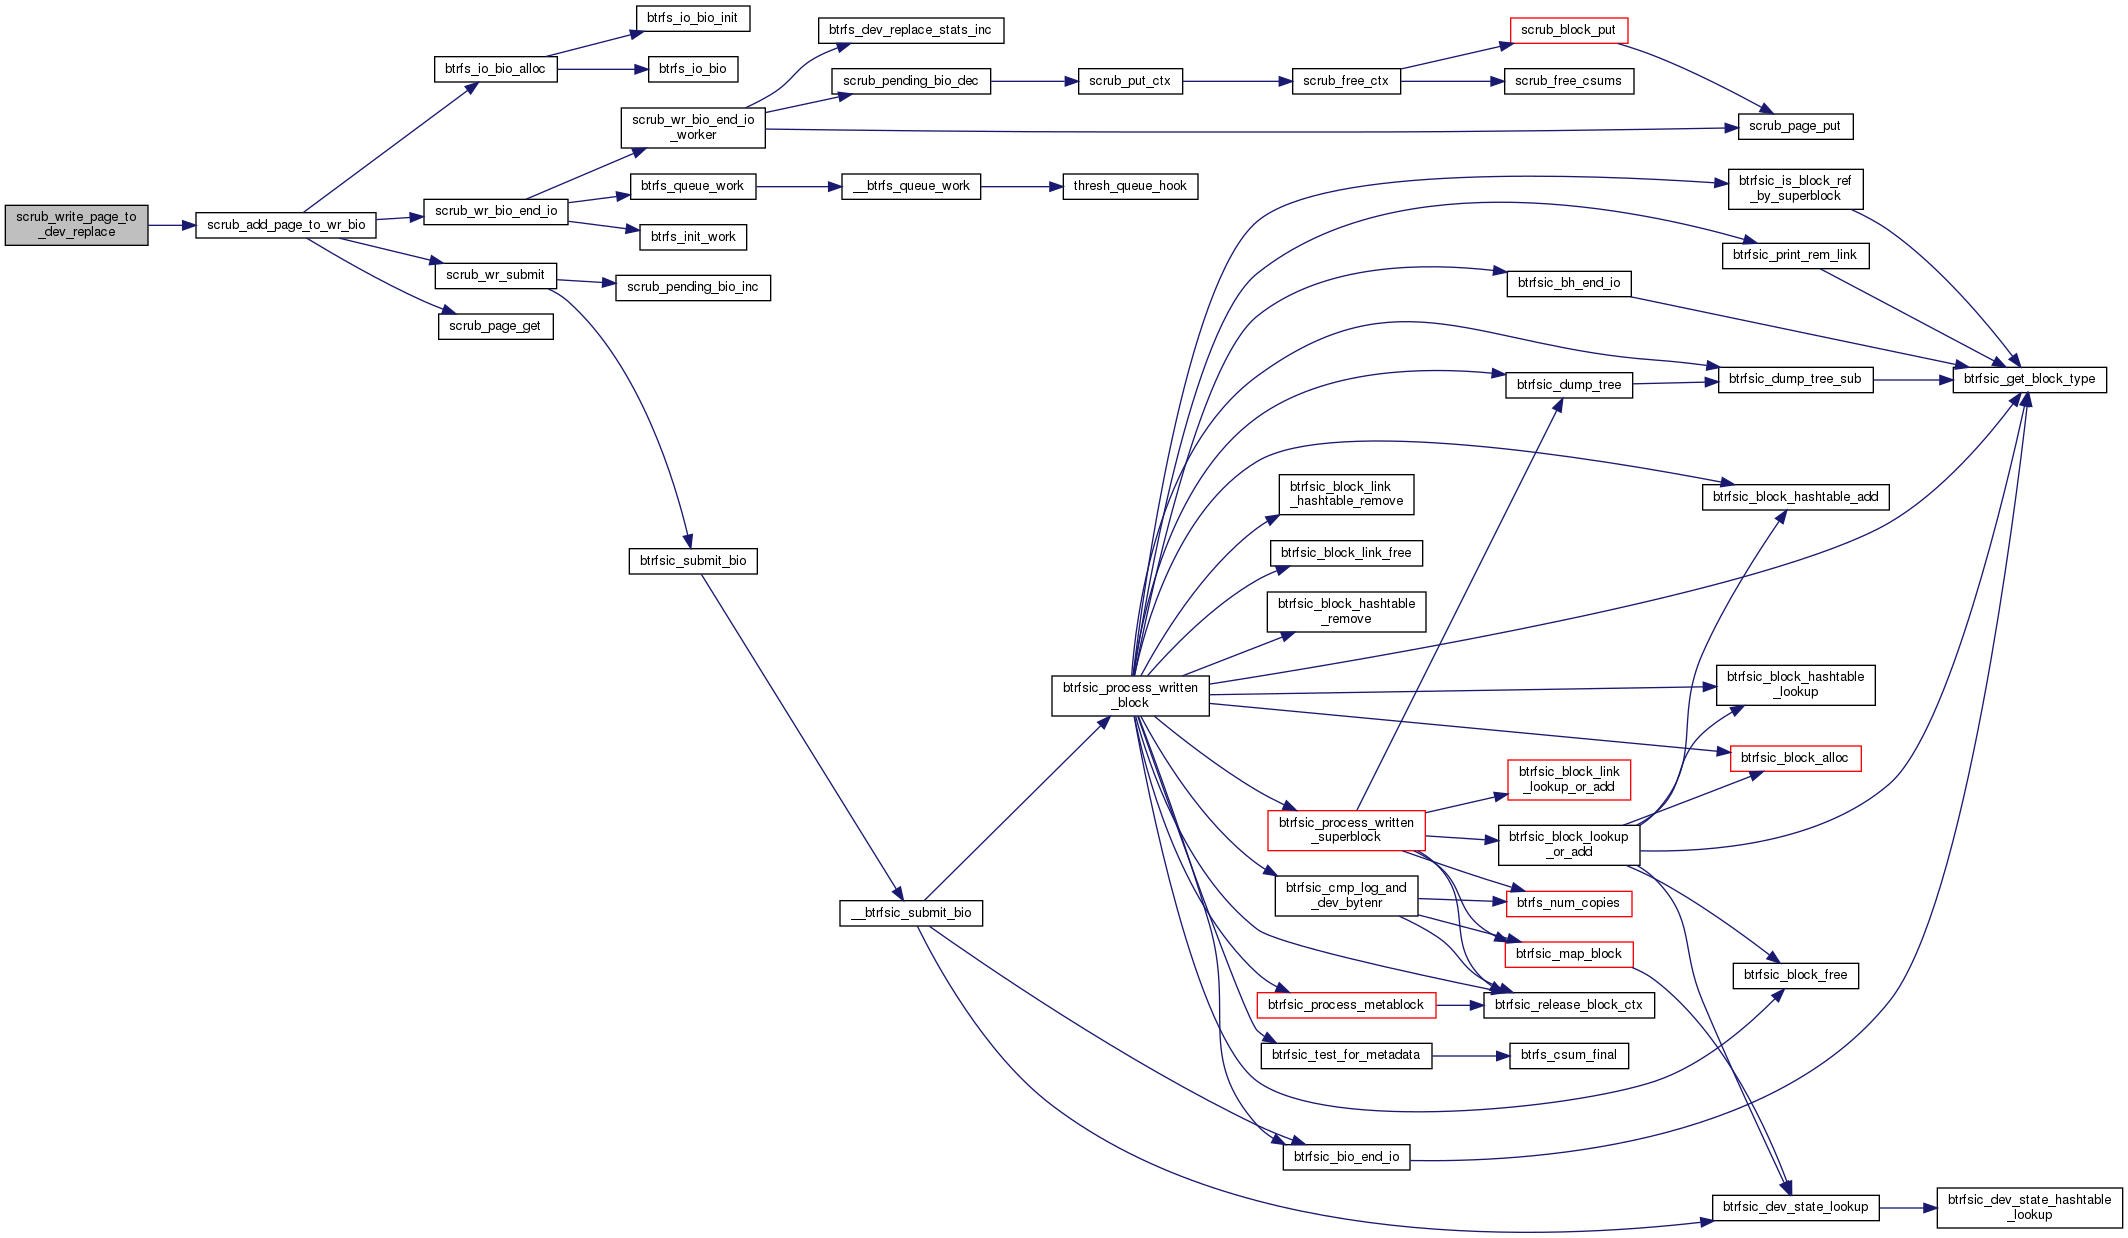 scrub_write_page_to
_dev_replace
scrub_add_page_to_wr_bio
btrfs_io_bio_alloc
btrfs_io_bio_init
btrfs_io_bio
scrub_wr_bio_end_io
scrub_wr_bio_end_io
_worker
btrfs_dev_replace_stats_inc
scrub_pending_bio_dec
scrub_put_ctx
scrub_free_ctx
scrub_block_put
scrub_free_csums
scrub_page_put
btrfs_queue_work
__btrfs_queue_work
thresh_queue_hook
btrfs_init_work
scrub_wr_submit
scrub_pending_bio_inc
scrub_page_get
btrfsic_submit_bio
__btrfsic_submit_bio
btrfsic_process_written
_block
btrfsic_is_block_ref
_by_superblock
btrfsic_print_rem_link
btrfsic_bh_end_io
btrfsic_dump_tree
btrfsic_dump_tree_sub
btrfsic_get_block_type
btrfsic_block_link
_hashtable_remove
btrfsic_block_hashtable_add
btrfsic_block_link_free
btrfsic_block_hashtable
_remove
btrfsic_block_hashtable
_lookup
btrfsic_block_alloc
btrfsic_process_written
_superblock
btrfsic_block_link
_lookup_or_add
btrfsic_block_lookup
_or_add
btrfsic_cmp_log_and
_dev_bytenr
btrfs_num_copies
btrfsic_map_block
btrfsic_block_free
btrfsic_process_metablock
btrfsic_release_block_ctx
btrfsic_test_for_metadata
btrfs_csum_final
btrfsic_bio_end_io
btrfsic_dev_state_lookup
btrfsic_dev_state_hashtable
_lookup